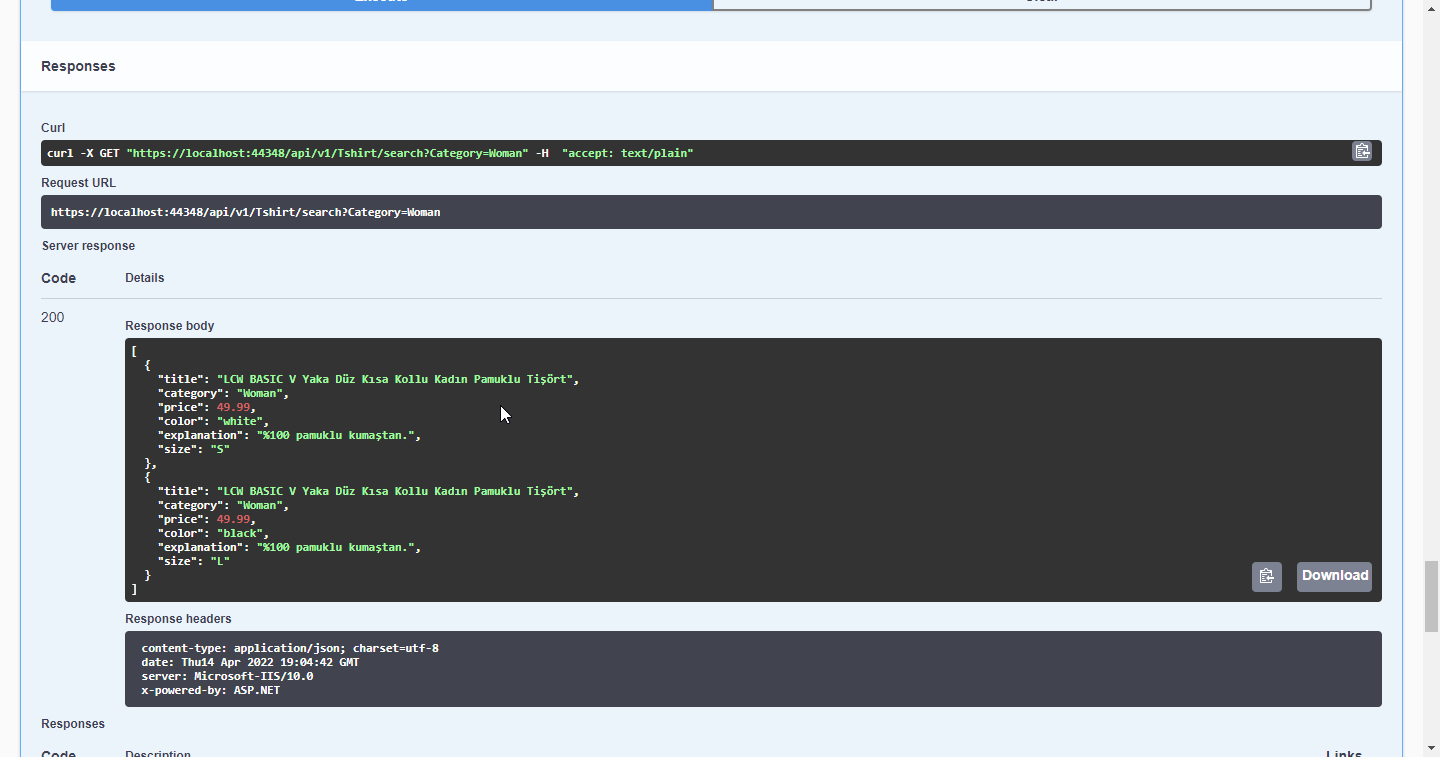 Execute
Clear
Responses
Curl
curl -X GET "https://localhost:44348/api/v1/Tshirt/search?Category=Woman" -H  "accept: text/plain"
Request URL
https://localhost:44348/api/v1/Tshirt/search?Category=Woman
Server response
Code Details
200
Response body
[
  {
    "title": "LCW BASIC V Yaka Düz Kısa Kollu Kadın Pamuklu Tişört",
    "category": "Woman",
    "price": 49.99,
    "color": "white",
    "explanation": "%100 pamuklu kumaştan.",
    "size": "S"
  },
  {
    "title": "LCW BASIC V Yaka Düz Kısa Kollu Kadın Pamuklu Tişört",
    "category": "Woman",
    "price": 49.99,
    "color": "black",
    "explanation": "%100 pamuklu kumaştan.",
    "size": "L"
  }
]
Download
Response headers
content-type: application/json; charset=utf-8
date: Thu14 Apr 2022 19:04:42 GMT
server: Microsoft-IIS/10.0
x-powered-by: ASP.NET
Responses
Code Description Links